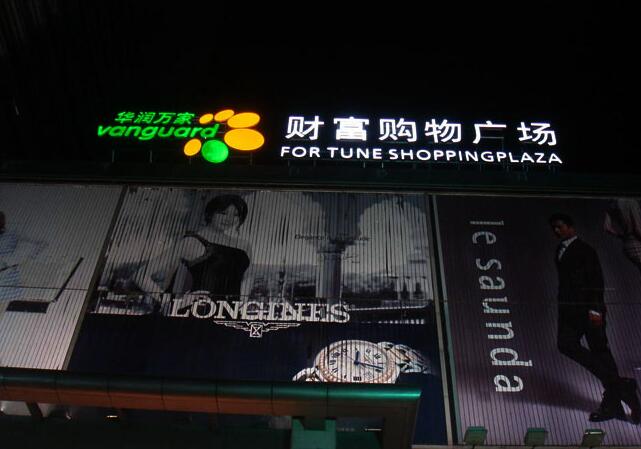 华润万家
vanguard
财富购物广场
FOR TUNE SHOPPINGPLAZA
LONGINES
le saunda